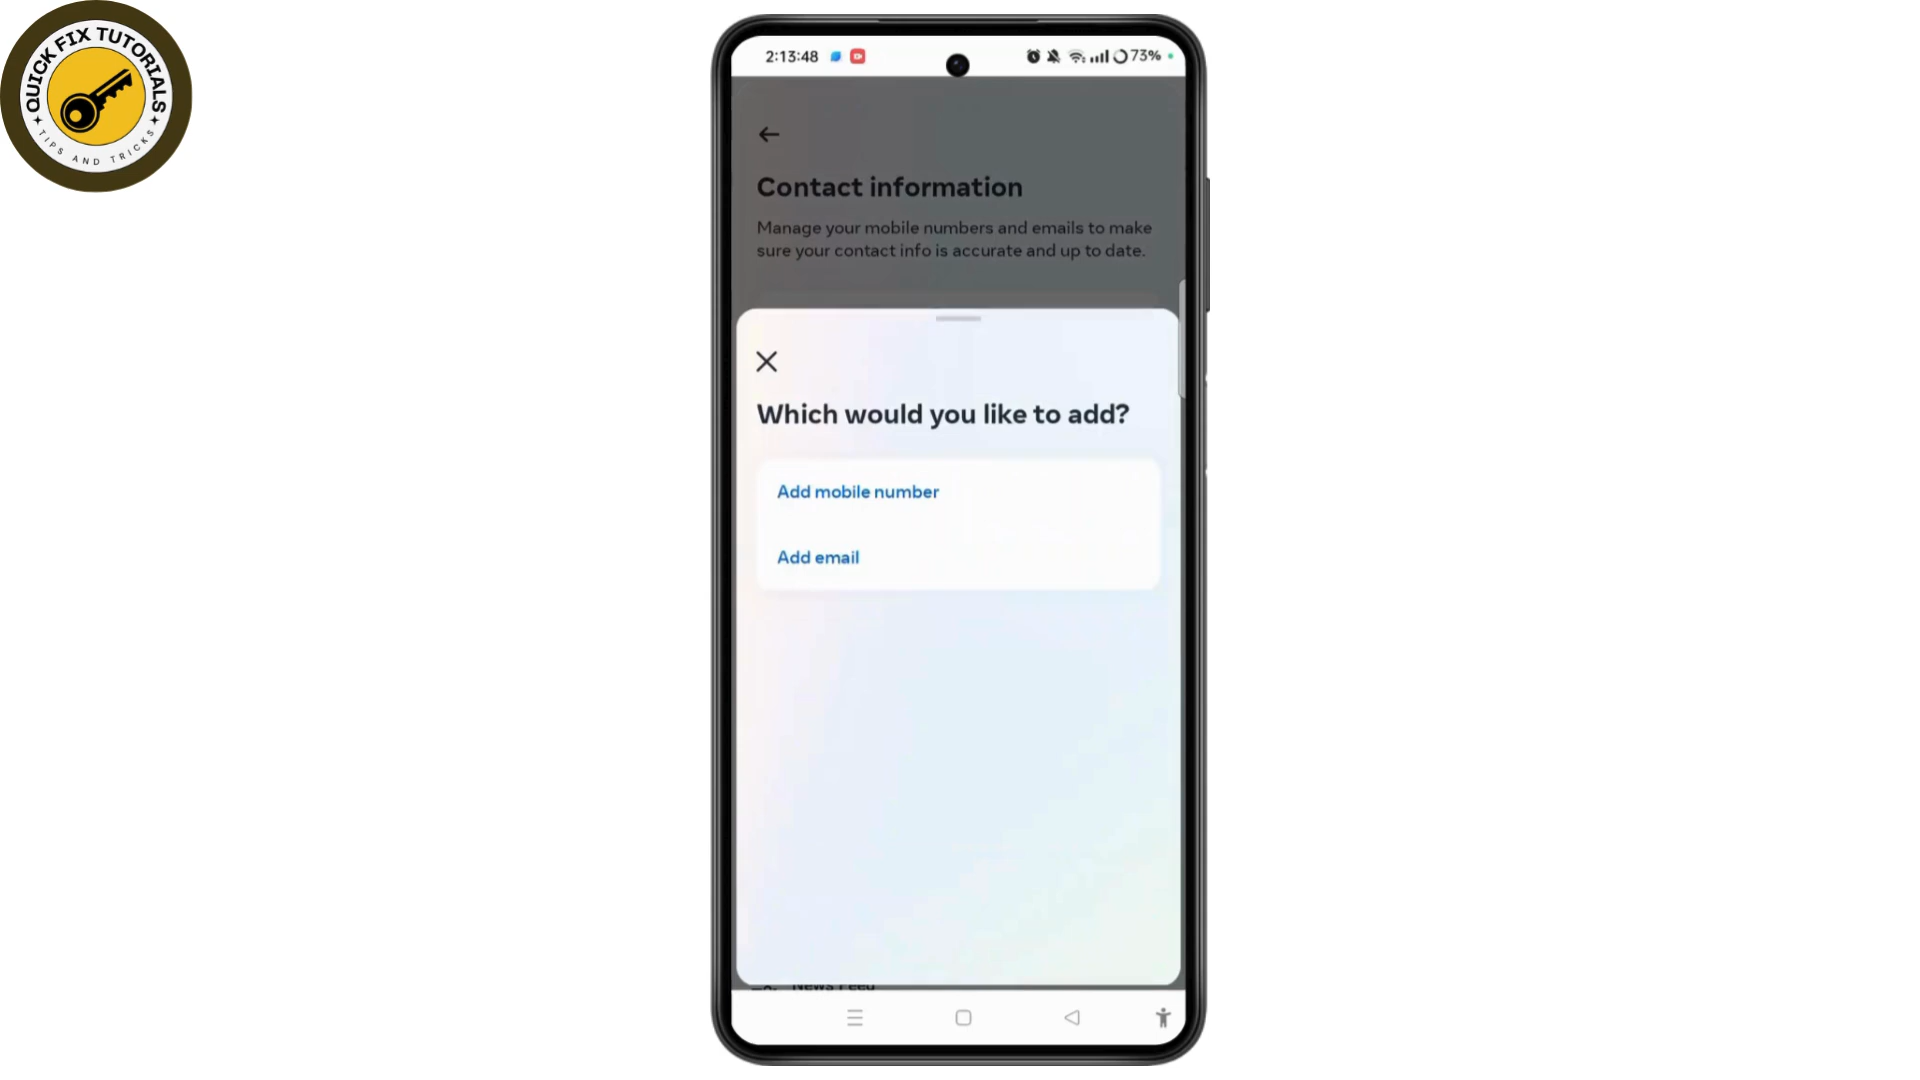 QUICK FIX TUTORIALS
TIPS AND TRICKS
2:13:48
73%
Contact information
Manage your mobile numbers and emails to make
sure your contact info is accurate and up to date.
Which would you like to add?
Add mobile number
Add email
News Feed